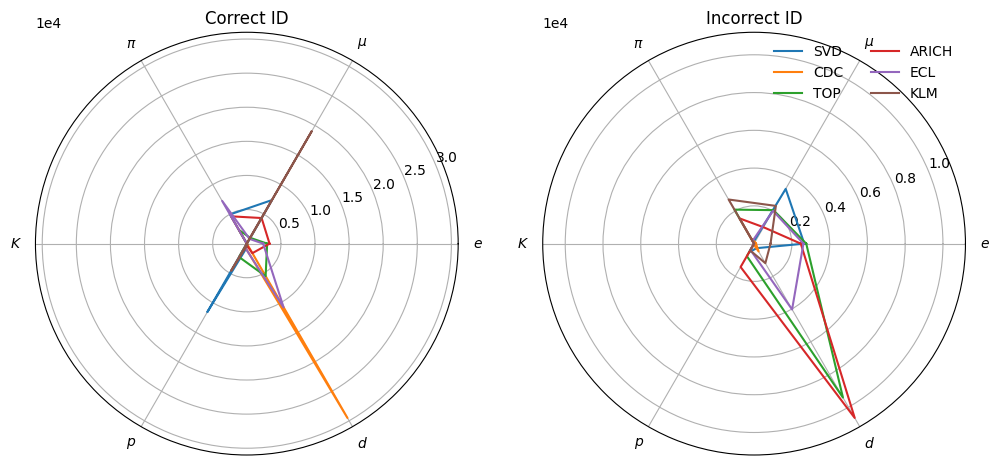 Correct ID
1e4
π
μ
3.0
2.5
2.0
1.5
1.0
0.5
K
e
p
d
Incorrect ID
1e4
π
μ
SVD
CDC
TOP
ARICH
ECL
KLM
1.0
0.8
0.6
0.4
0.2
K
e
p
d